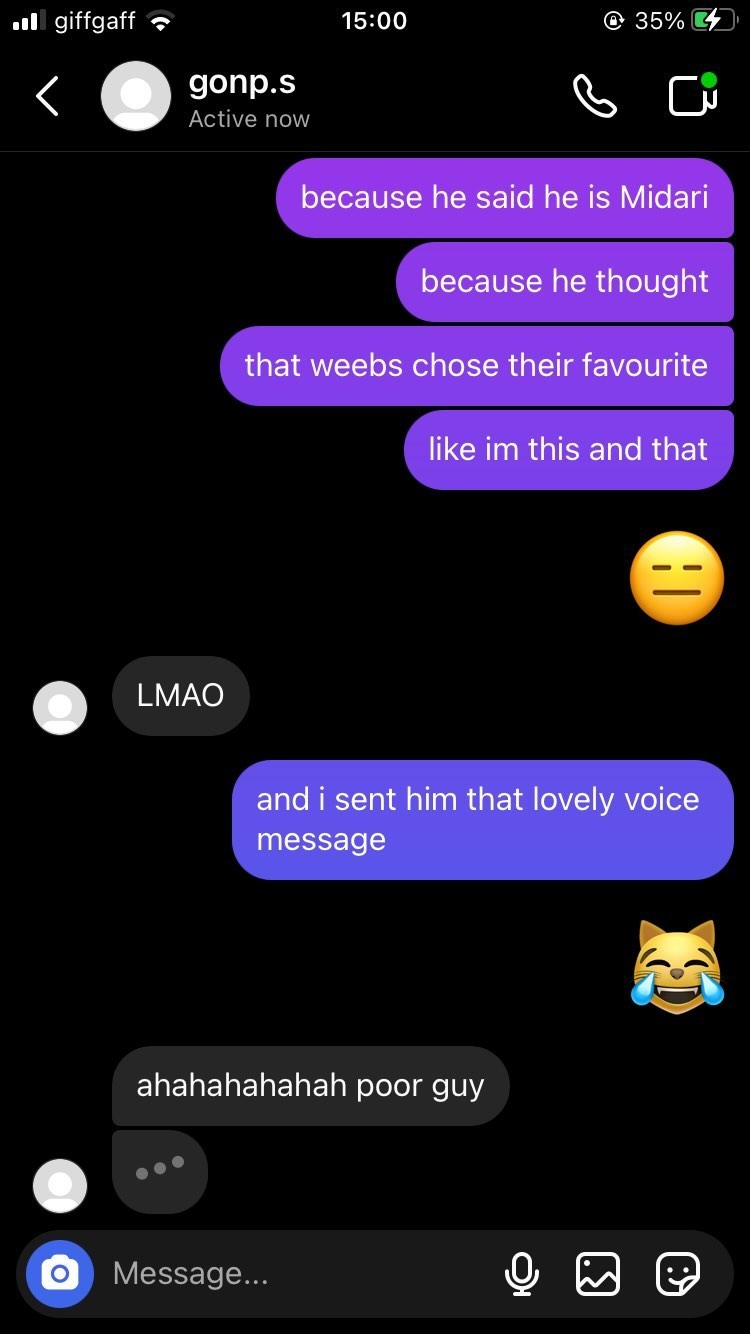 giffgaff 15:00 35%
gonp.s
Active now
because he said he is Midari
because he thought
that weebs chose their favourite
like im this and that
LMAO
and i sent him that lovely voice
message
ahahahahahah poor guy
Message...